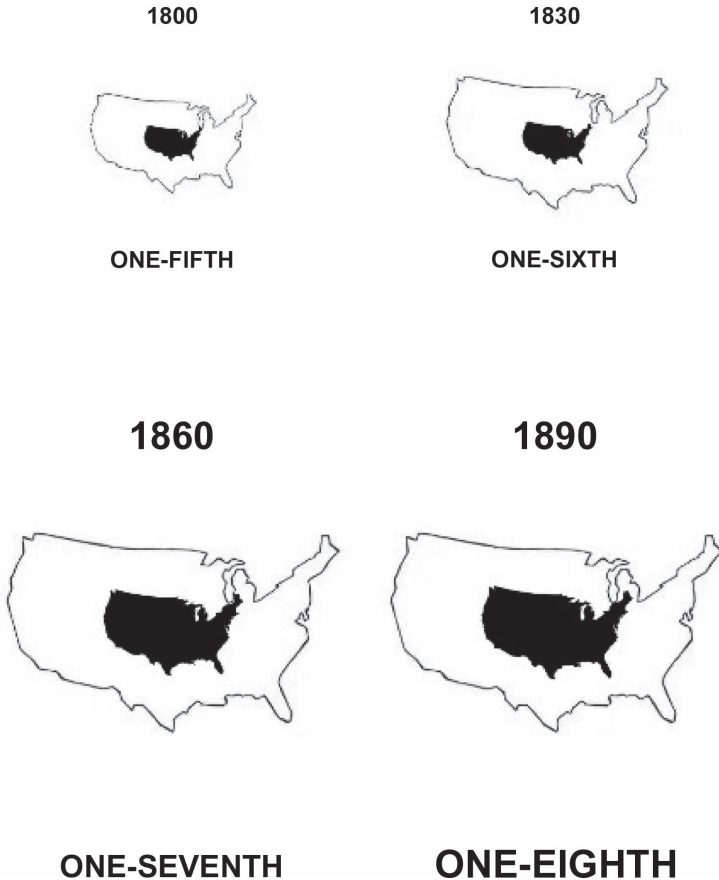 1800
1830
ONE-FIFTH
ONE-SIXTH
1860
1890
ONE-SEVENTH
ONE-EIGHTH